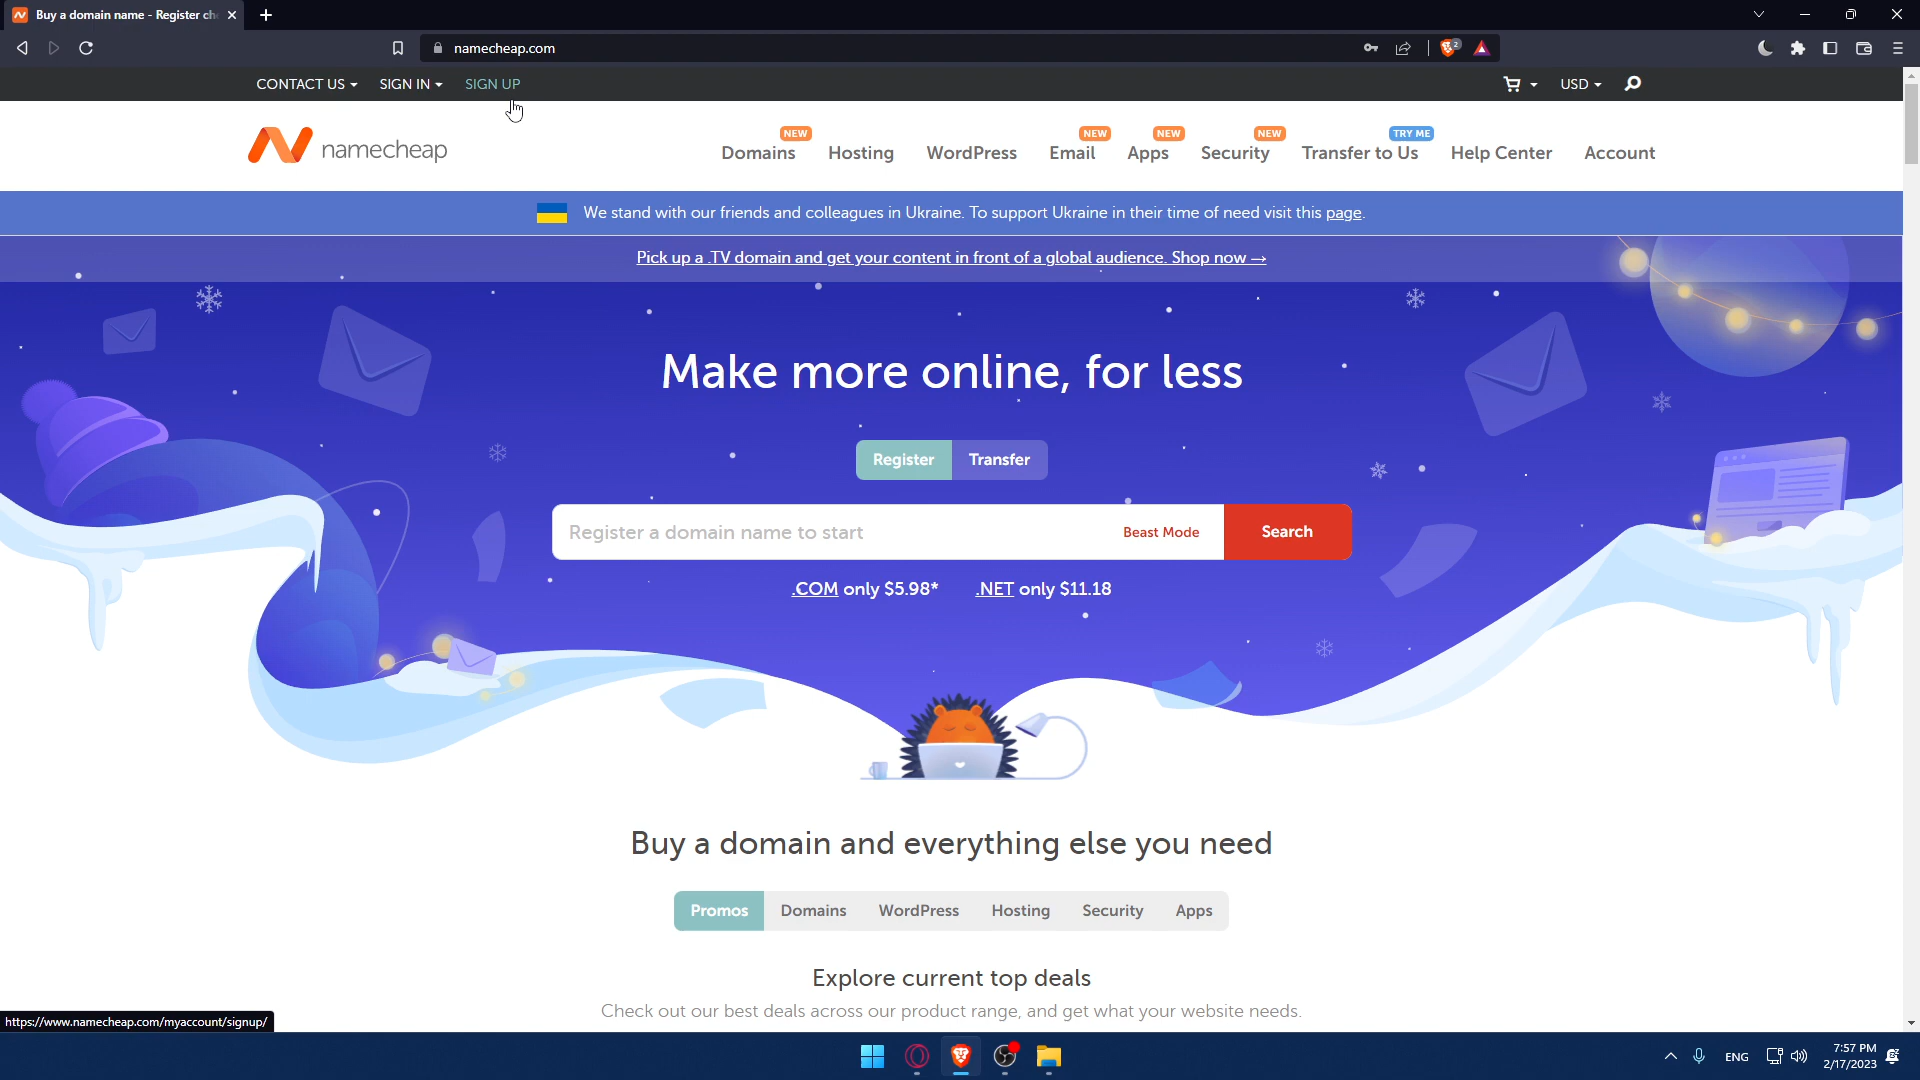 Buy a domain name - Register ch
namecheap.com
2
CONTACT US
SIGN IN
SIGN UP
USD
namecheap
NEW
NEW
NEW
NEW
TRY ME
Domains
Hosting
WordPress
Email
Apps
Security
Transfer to Us
Help Center
Account
We stand with our friends and colleagues in Ukraine. To support Ukraine in their time of need visit this page.
Pick up a .TV domain and get your content in front of a global audience. Shop now →
Make more online, for less
Register
Transfer
Register a domain name to start
Beast Mode
Search
.COM only $5.98*
.NET only $11.18
Buy a domain and everything else you need
Promos
Domains
WordPress
Hosting
Security
Apps
Explore current top deals
Check out our best deals across our product range, and get what your website needs.
https://www.namecheap.com/myaccount/signup/
ENG
7:57 PM
2/17/2023